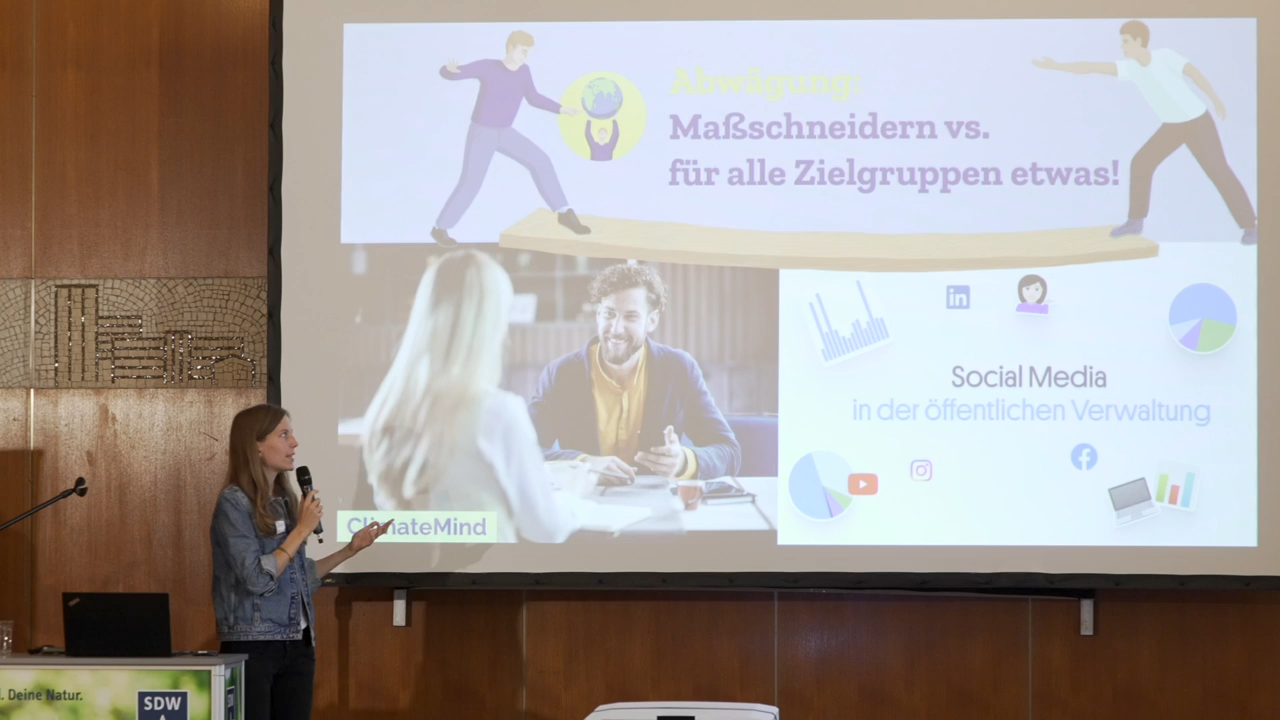 Abwägung:
Maßschneidern vs.
für alle Zielgruppen etwas!
in
Social Media
in der öffentlichen Verwaltung
ClimateMind
. Deine Natur.
SDW